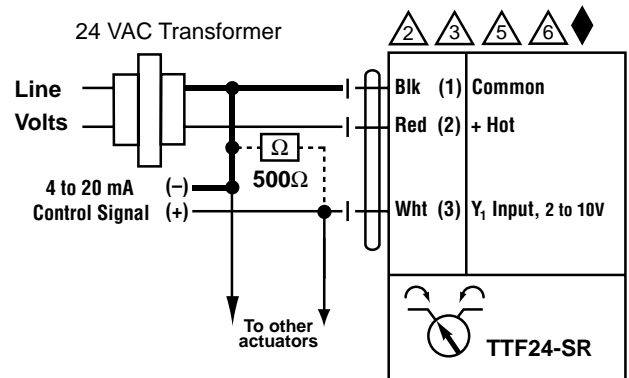 24 VAC Transformer
2 3 5 6
Line
Volts
Blk (1) Common
Red (2) + Hot
Ω
500Ω
4 to 20 mA (–)
Control Signal (+)
Wht (3) Y₁ Input, 2 to 10V
To other
actuators
TTF24-SR